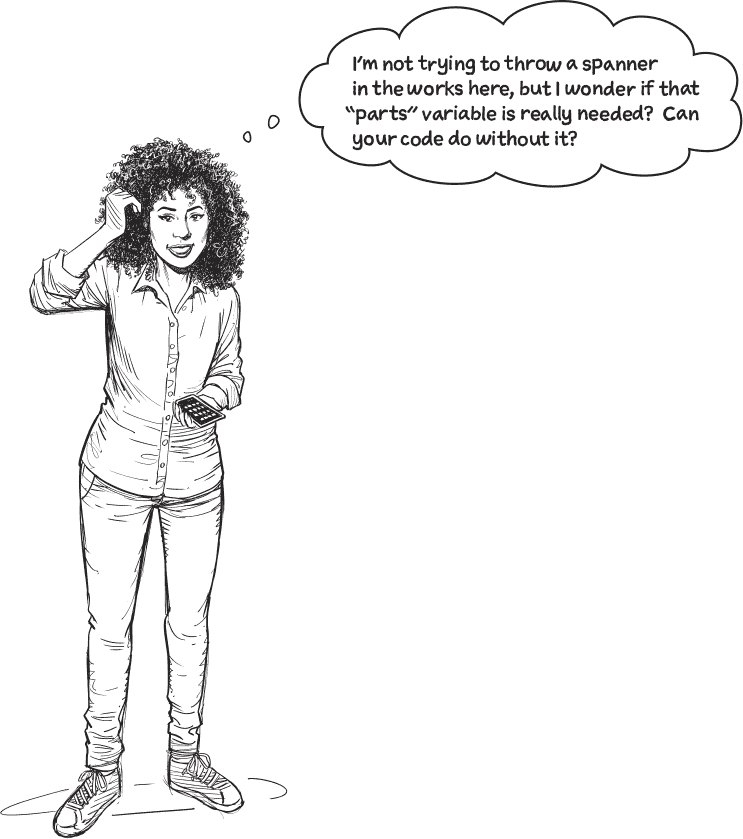 I'm not trying to throw a spanner
in the works here, but I wonder if that
“parts” variable is really needed? Can
your code do without it?